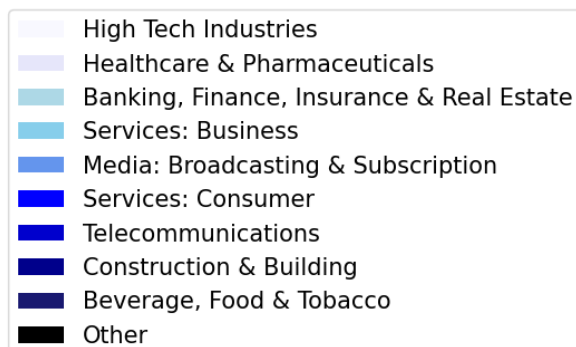 High Tech Industries
Healthcare & Pharmaceuticals
Banking, Finance, Insurance & Real Estate
Services: Business
Media: Broadcasting & Subscription
Services: Consumer
Telecommunications
Construction & Building
Beverage, Food & Tobacco
Other